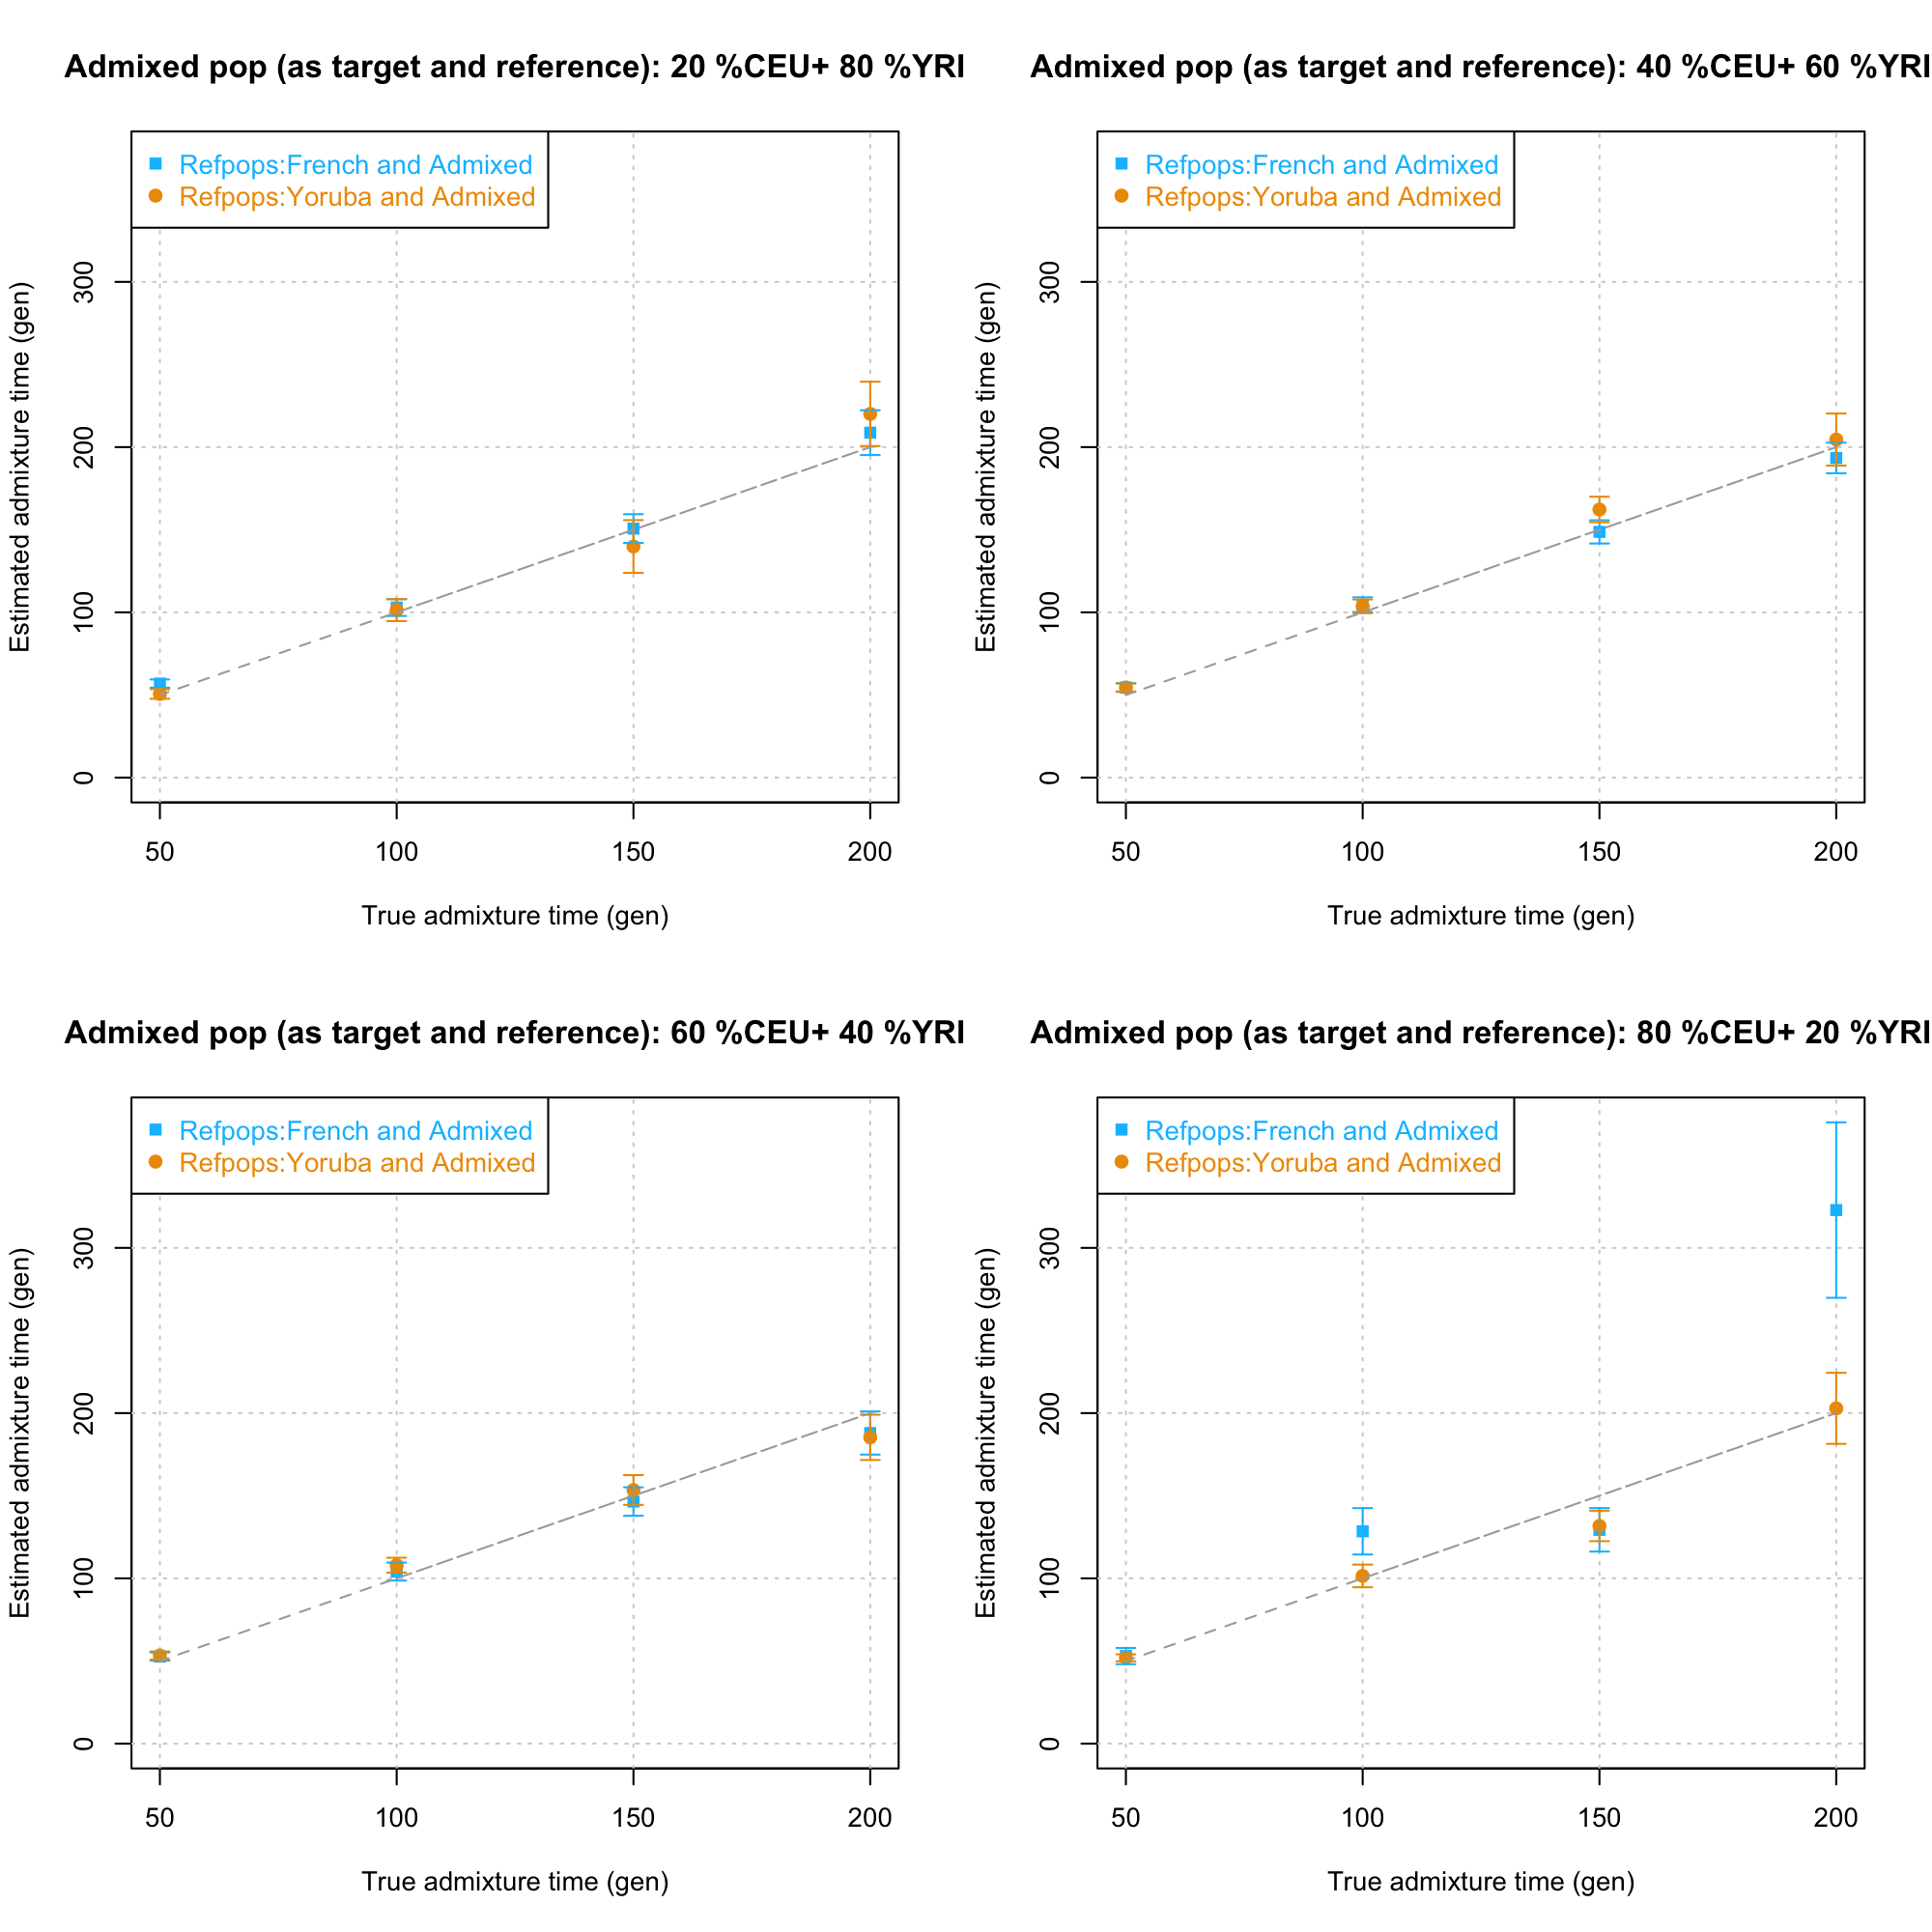 Admixed pop (as target and reference): 20 %CEU+ 80 %YRI
Refpops:French and Admixed
Refpops:Yoruba and Admixed
Estimated admixture time (gen)
300
200
100
0
50 100 150 200
True admixture time (gen)
Admixed pop (as target and reference): 40 %CEU+ 60 %YRI
Refpops:French and Admixed
Refpops:Yoruba and Admixed
Estimated admixture time (gen)
300
200
100
0
50 100 150 200
True admixture time (gen)
Admixed pop (as target and reference): 60 %CEU+ 40 %YRI
Refpops:French and Admixed
Refpops:Yoruba and Admixed
Estimated admixture time (gen)
300
200
100
0
50 100 150 200
True admixture time (gen)
Admixed pop (as target and reference): 80 %CEU+ 20 %YRI
Refpops:French and Admixed
Refpops:Yoruba and Admixed
Estimated admixture time (gen)
300
200
100
0
50 100 150 200
True admixture time (gen)